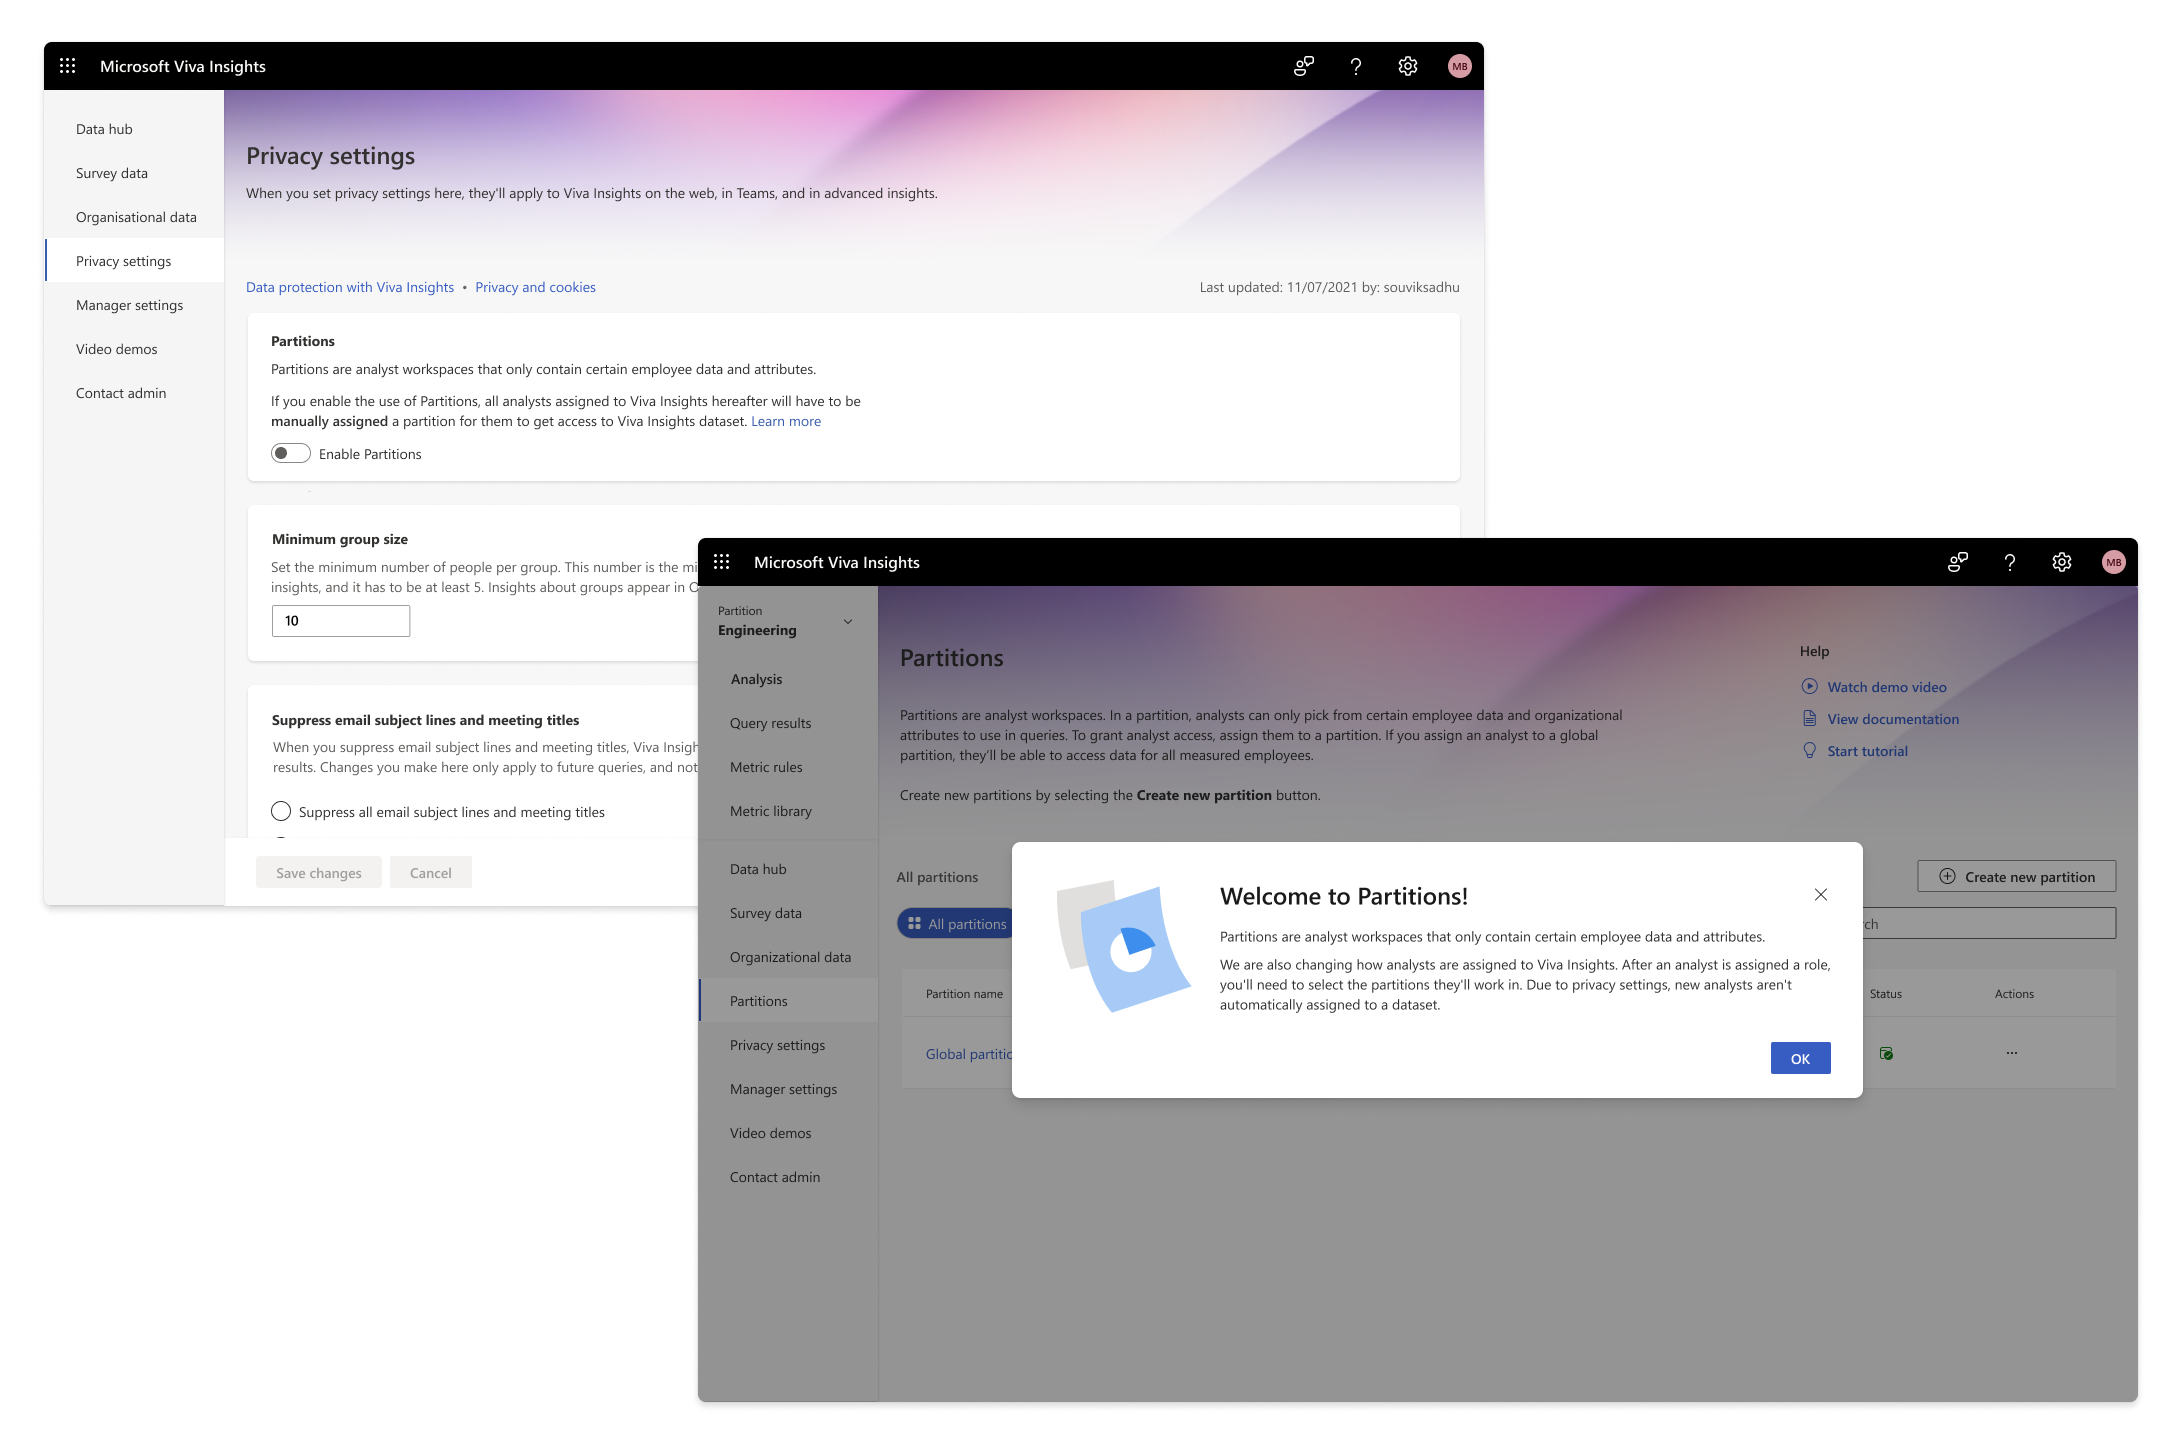 Microsoft Viva Insights
MB
Data hub
Survey data
Organisational data
Privacy settings
Manager settings
Video demos
Contact admin
Privacy settings
When you set privacy settings here, they'll apply to Viva Insights on the web, in Teams, and in advanced insights.
Data protection with Viva Insights • Privacy and cookies
Last updated: 11/07/2021 by: souviksadhu
Partitions
Partitions are analyst workspaces that only contain certain employee data and attributes.
If you enable the use of Partitions, all analysts assigned to Viva Insights hereafter will have to be
manually assigned a partition for them to get access to Viva Insights dataset. Learn more
Enable Partitions
Minimum group size
Set the minimum number of people per group. This number is the mi
insights, and it has to be at least 5. Insights about groups appear in O
10
Suppress email subject lines and meeting titles
When you suppress email subject lines and meeting titles, Viva Insigh
results. Changes you make here only apply to future queries, and not
Suppress all email subject lines and meeting titles
Save changes
Cancel
Microsoft Viva Insights
MB
Partition
Engineering
Analysis
Query results
Metric rules
Metric library
Data hub
Survey data
Organizational data
Partitions
Privacy settings
Manager settings
Video demos
Contact admin
Partitions
Partitions are analyst workspaces. In a partition, analysts can only pick from certain employee data and organizational
attributes to use in queries. To grant analyst access, assign them to a partition. If you assign an analyst to a global
partition, they'll be able to access data for all measured employees.
Create new partitions by selecting the Create new partition button.
Help
Watch demo video
View documentation
Start tutorial
All partitions
Create new partition
All partitions
ch
Partition name
Status
Actions
Global partitio
...
Welcome to Partitions!
Partitions are analyst workspaces that only contain certain employee data and attributes.
We are also changing how analysts are assigned to Viva Insights. After an analyst is assigned a role,
you'll need to select the partitions they'll work in. Due to privacy settings, new analysts aren't
automatically assigned to a dataset.
OK